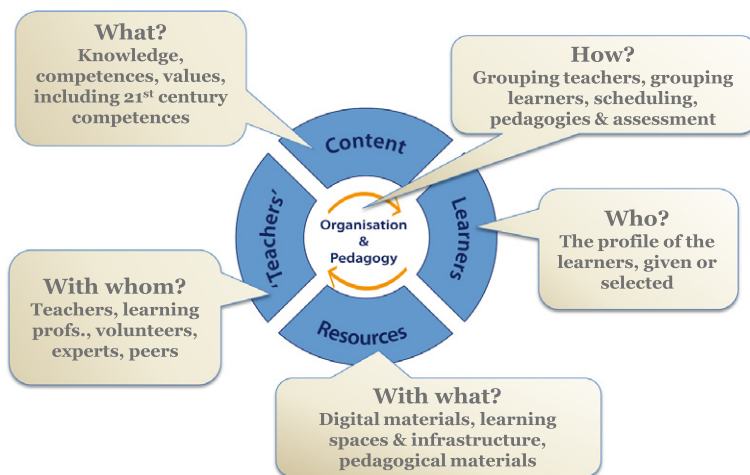 What?
Knowledge,
competences, values,
including 21st century
competences
How?
Grouping teachers, grouping
learners, scheduling,
pedagogies & assessment
Content
'Teachers'
Organisation
&
Pedagogy
Learners
Who?
The profile of the
learners, given or
selected
With whom?
Teachers, learning
profs., volunteers,
experts, peers
Resources
With what?
Digital materials, learning
spaces & infrastructure,
pedagogical materials